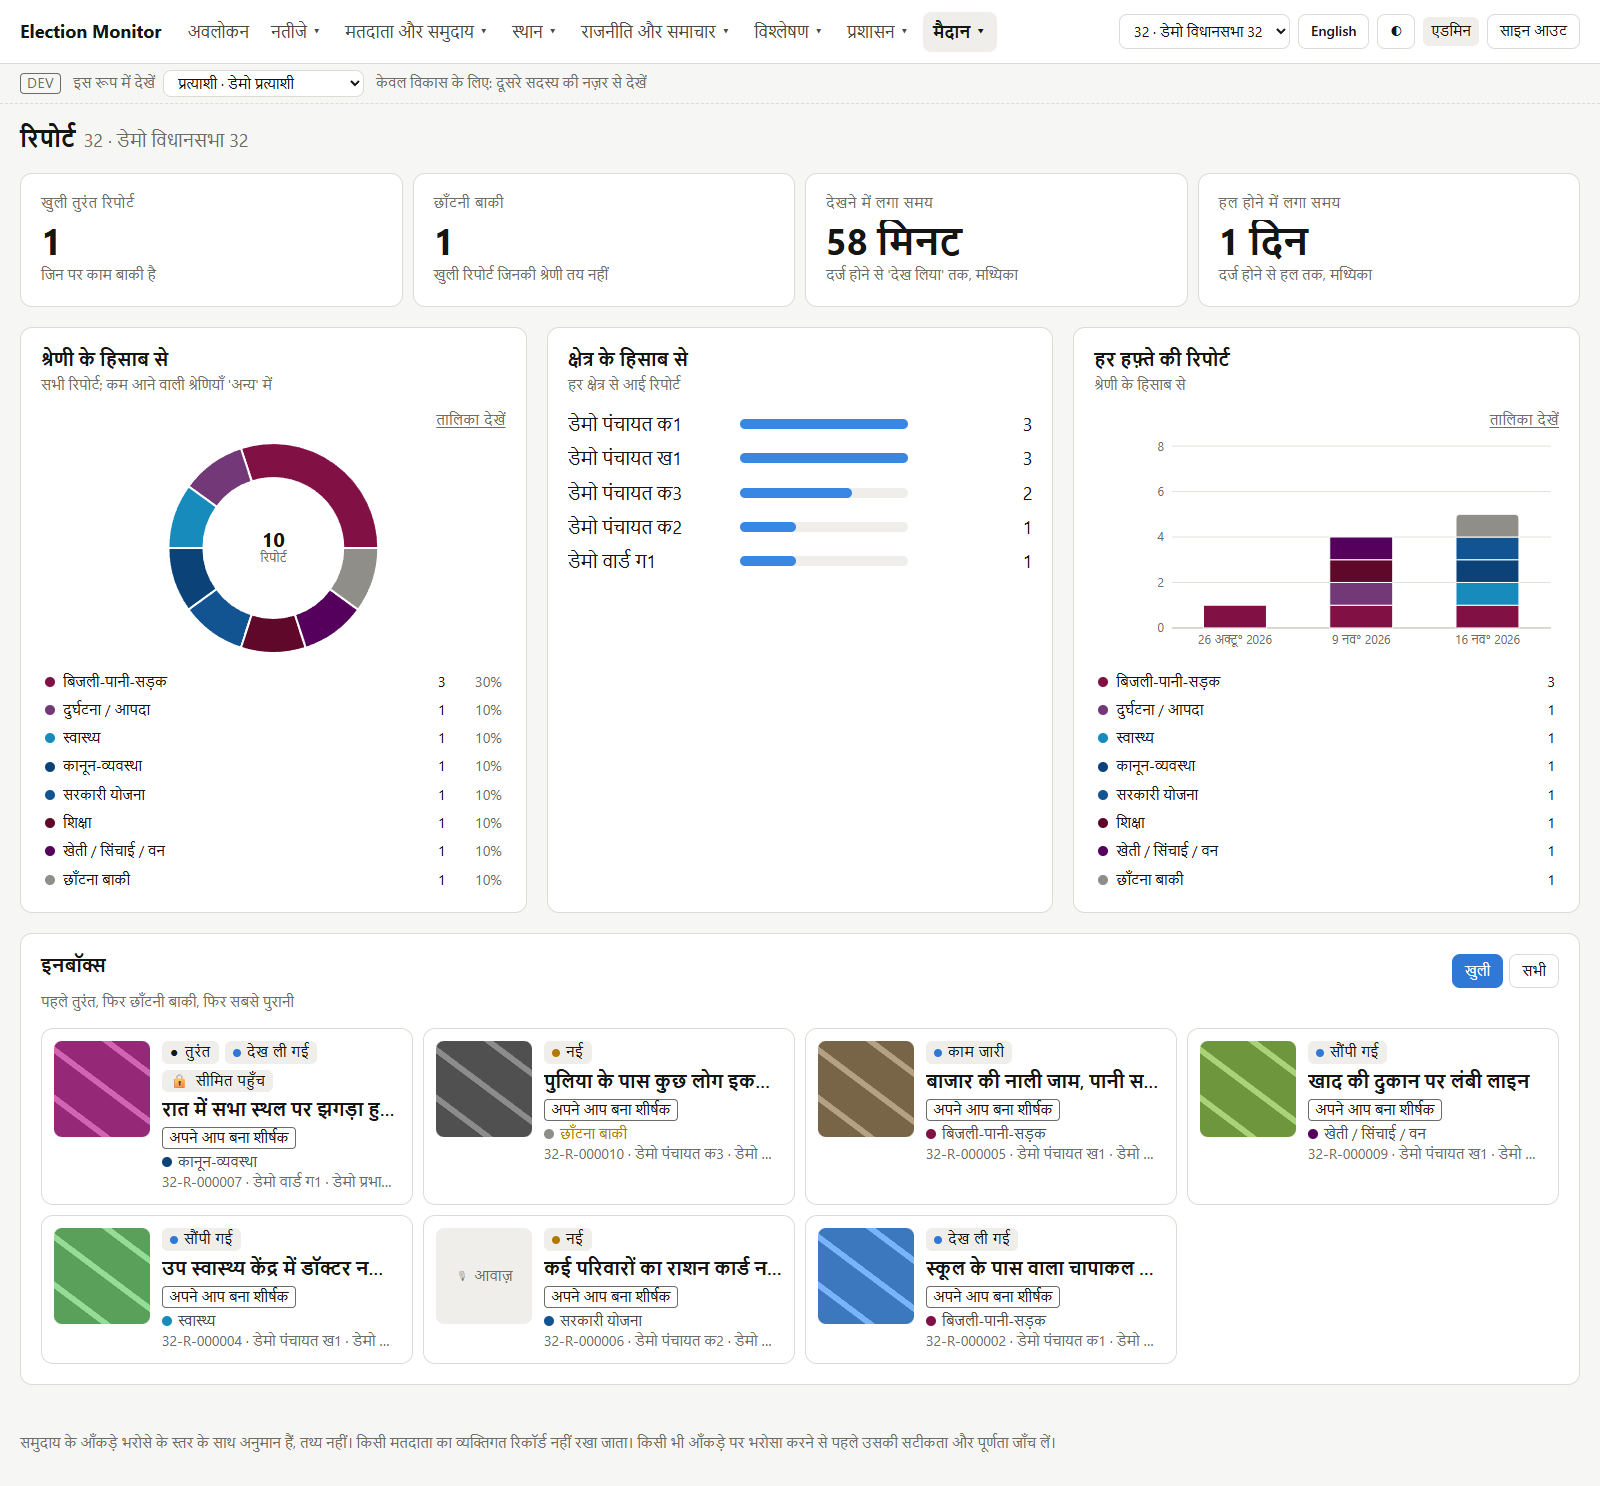 Election Monitor अवलोकन नतीजे ▾ मतदाता और समुदाय ▾ स्थान ▾ राजनीति और समाचार ▾ विश्लेषण ▾ प्रशासन ▾ मैदान ▾ 32 · डेमो विधानसभा 32 English एडमिन साइन आउट
DEV इस रूप में देखें प्रत्याशी · डेमो प्रत्याशी केवल विकास के लिए: दूसरे सदस्य की नज़र से देखें
रिपोर्ट 32 · डेमो विधानसभा 32
खुली तुरंत रिपोर्ट
1
जिन पर काम बाकी है
छाँटनी बाकी
1
खुली रिपोर्ट जिनकी श्रेणी तय नहीं
देखने में लगा समय
58 मिनट
दर्ज होने से 'देख लिया' तक, मध्यिका
हल होने में लगा समय
1 दिन
दर्ज होने से हल तक, मध्यिका
श्रेणी के हिसाब से
सभी रिपोर्ट; कम आने वाली श्रेणियाँ 'अन्य' में
तालिका देखें
10
रिपोर्ट
बिजली-पानी-सड़क 3 30%
दुर्घटना / आपदा 1 10%
स्वास्थ्य 1 10%
कानून-व्यवस्था 1 10%
सरकारी योजना 1 10%
शिक्षा 1 10%
खेती / सिंचाई / वन 1 10%
छाँटना बाकी 1 10%
क्षेत्र के हिसाब से
हर क्षेत्र से आई रिपोर्ट
डेमो पंचायत क1 3
डेमो पंचायत ख1 3
डेमो पंचायत क3 2
डेमो पंचायत क2 1
डेमो वार्ड ग1 1
हर हफ़्ते की रिपोर्ट
श्रेणी के हिसाब से
तालिका देखें
8
6
4
2
0
26 अक्टू° 2026 9 नव° 2026 16 नव° 2026
बिजली-पानी-सड़क 3
दुर्घटना / आपदा 1
स्वास्थ्य 1
कानून-व्यवस्था 1
सरकारी योजना 1
शिक्षा 1
खेती / सिंचाई / वन 1
छाँटना बाकी 1
इनबॉक्स
खुली सभी
पहले तुरंत, फिर छाँटनी बाकी, फिर सबसे पुरानी
तुरंत देख ली गई
सीमित पहुँच
रात में सभा स्थल पर झगड़ा हु...
अपने आप बना शीर्षक
कानून-व्यवस्था
32-R-000007 · डेमो वार्ड ग1 · डेमो प्रभा...
नई
पुलिया के पास कुछ लोग इक...
अपने आप बना शीर्षक
छाँटना बाकी
32-R-000010 · डेमो पंचायत क3 · डेमो ...
काम जारी
बाजार की नाली जाम, पानी स...
अपने आप बना शीर्षक
बिजली-पानी-सड़क
32-R-000005 · डेमो पंचायत ख1 · डेमो ...
सौंपी गई
खाद की दुकान पर लंबी लाइन
अपने आप बना शीर्षक
खेती / सिंचाई / वन
32-R-000009 · डेमो पंचायत ख1 · डेमो ...
सौंपी गई
उप स्वास्थ्य केंद्र में डॉक्टर न...
अपने आप बना शीर्षक
स्वास्थ्य
32-R-000004 · डेमो पंचायत ख1 · डेमो ...
आवाज़
नई
कई परिवारों का राशन कार्ड न...
अपने आप बना शीर्षक
सरकारी योजना
32-R-000006 · डेमो पंचायत क2 · डेमो ...
देख ली गई
स्कूल के पास वाला चापाकल ...
अपने आप बना शीर्षक
बिजली-पानी-सड़क
32-R-000002 · डेमो पंचायत क1 · डेमो ...
समुदाय के आँकड़े भरोसे के स्तर के साथ अनुमान हैं, तथ्य नहीं। किसी मतदाता का व्यक्तिगत रिकॉर्ड नहीं रखा जाता। किसी भी आँकड़े पर भरोसा करने से पहले उसकी सटीकता और पूर्णता जाँच लें।